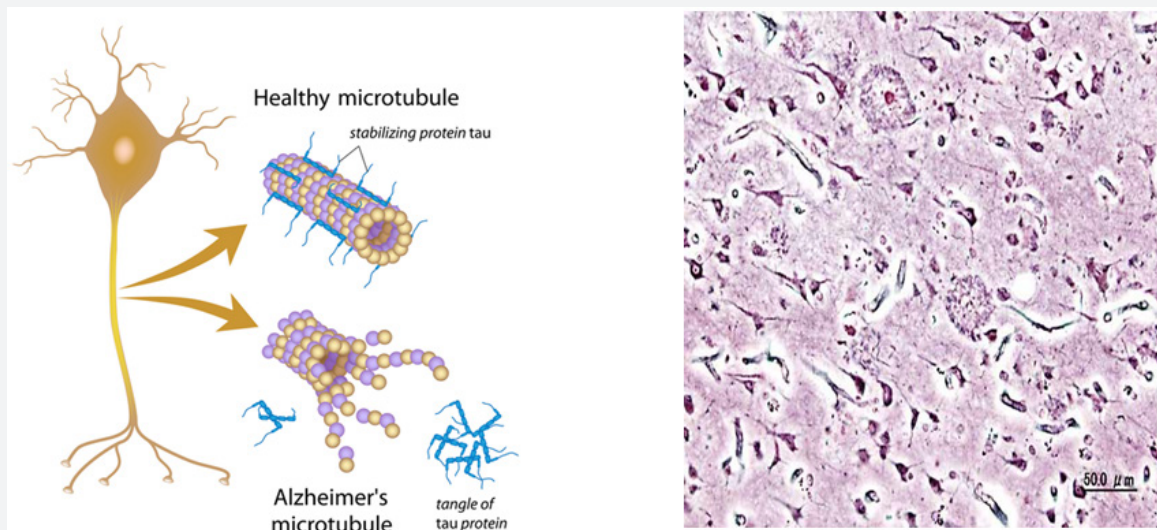 Healthy microtubule
stabilizing protein tau
Alzheimer's
microtubule
tangle of
tau protein
50.0 μm